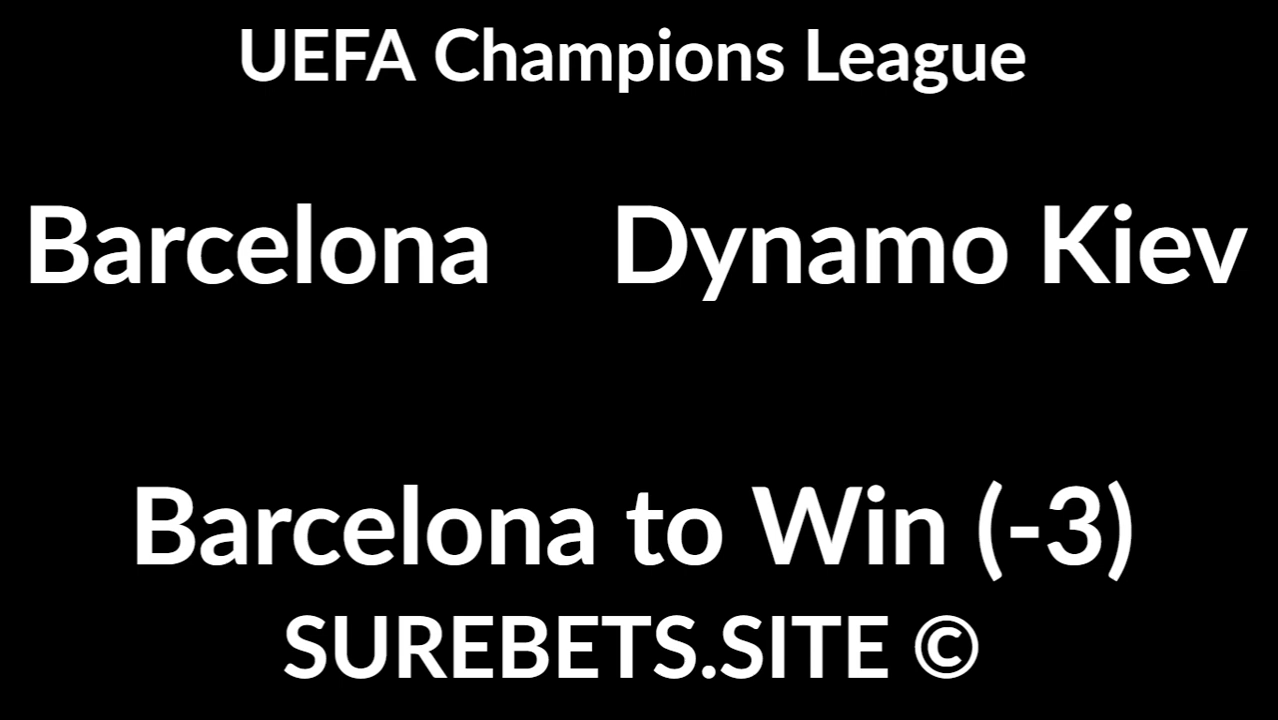 UEFA Champions League
Barcelona Dynamo Kiev
Barcelona to Win (-3)
SUREBETS.SITE ©